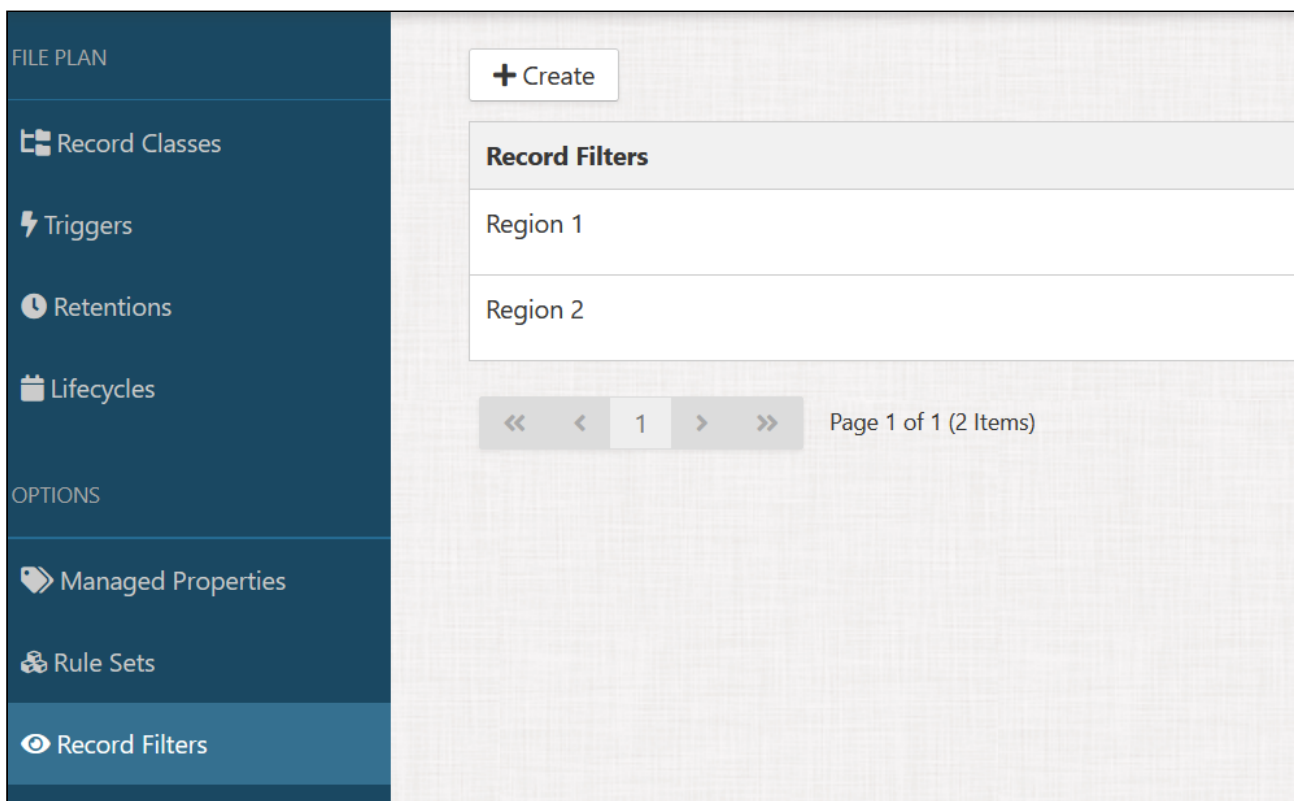 FILE PLAN
Record Classes
Triggers
Retentions
Lifecycles
OPTIONS
Managed Properties
Rule Sets
Record Filters
Create
Record Filters
Region 1
Region 2
1
Page 1 of 1 (2 Items)